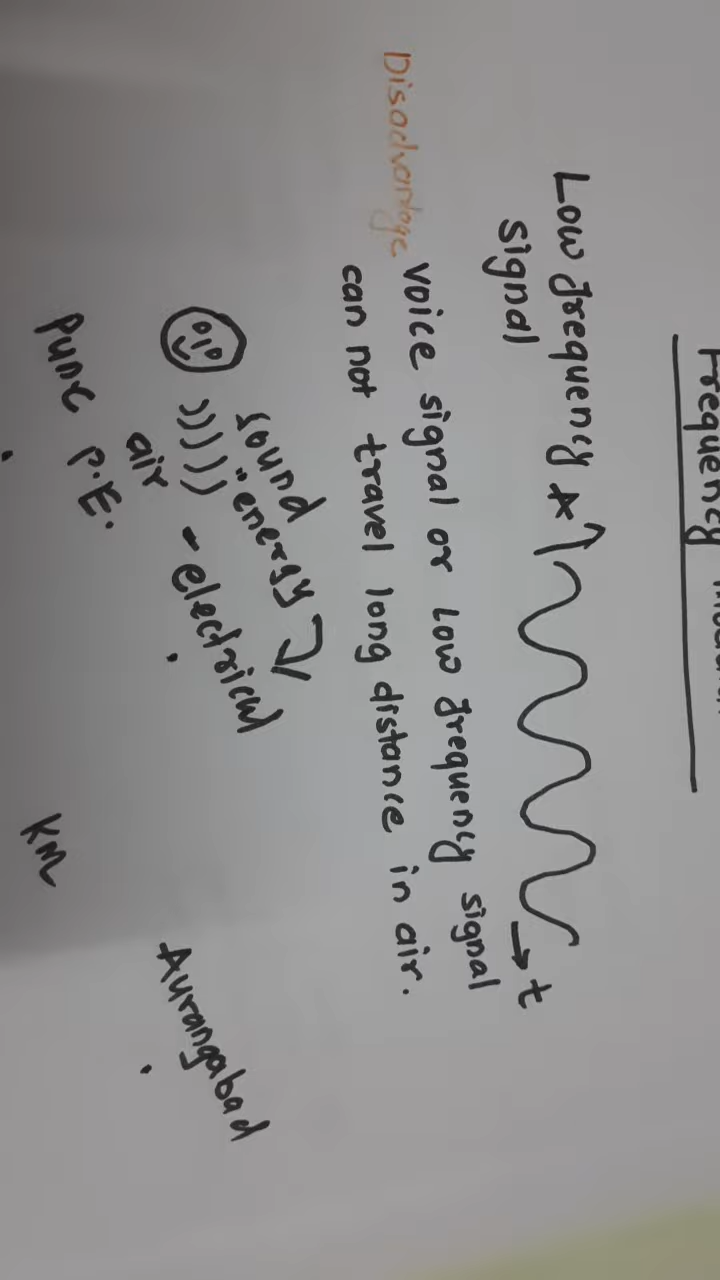 Frequency
Low frequency
signal
A
t
Disadvantage
voice signal or Low frequency signal
can not travel long distance in air.
sound
"energy
air
- electrical
Pune P.E.
Aurangabad
KM